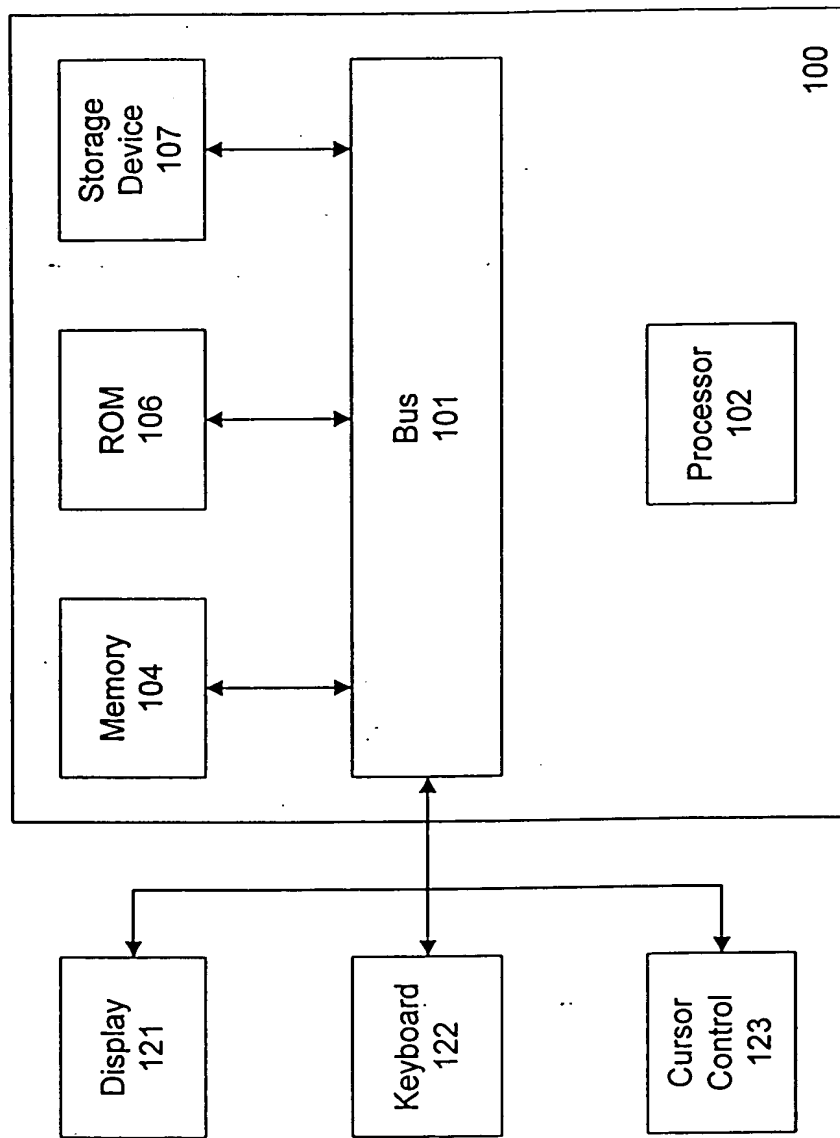 Cursor
Control
123
Keyboard
122
Display
121
Memory
104
Processor
102
Bus
101
ROM
106
Storage
Device
107
100